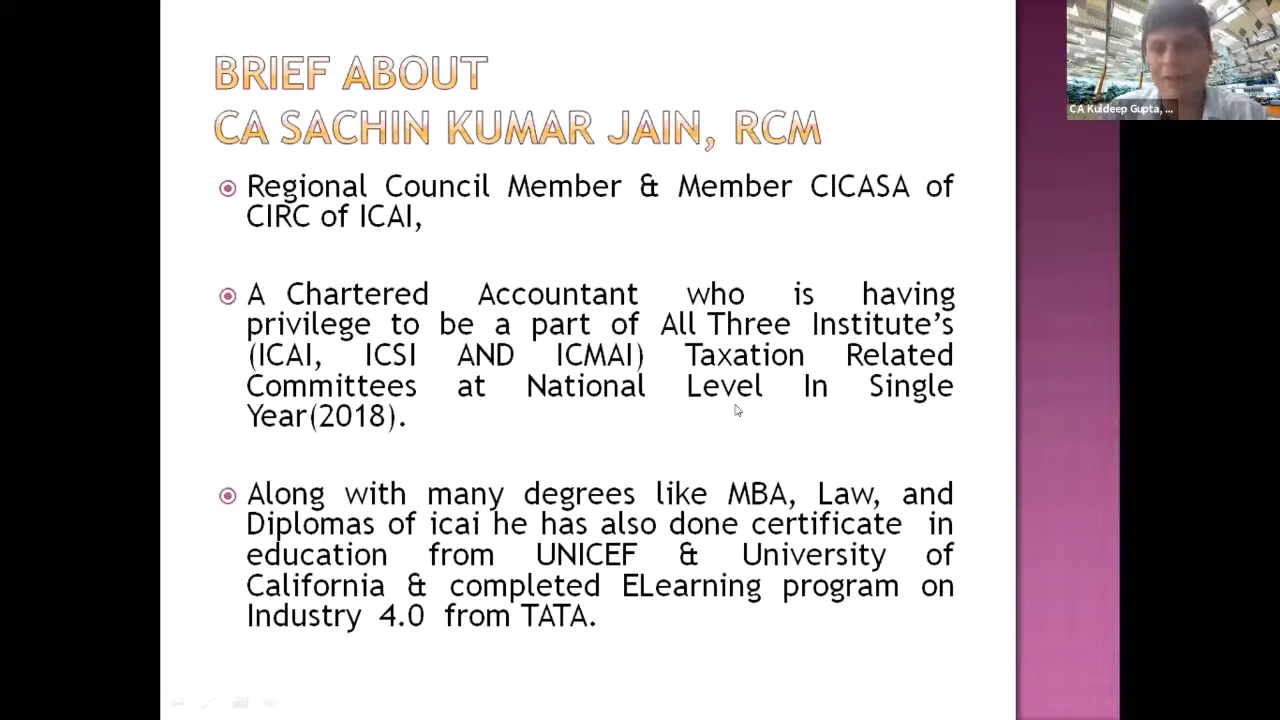 BRIEF ABOUT
CA SACHIN KUMAR JAIN, RCM
Regional Council Member & Member CICASA of
CIRC of ICAI,
A Chartered Accountant who is having
privilege to be a part of All Three Institute's
(ICAI, ICSI AND ICMAI) Taxation Related
Committees at National Level In Single
Year(2018).
Along with many degrees like MBA, Law, and
Diplomas of icai he has also done certificate in
education from UNICEF & University of
California & completed ELearning program on
Industry 4.0 from TATA.
CA Kuldeep Gupta, ...